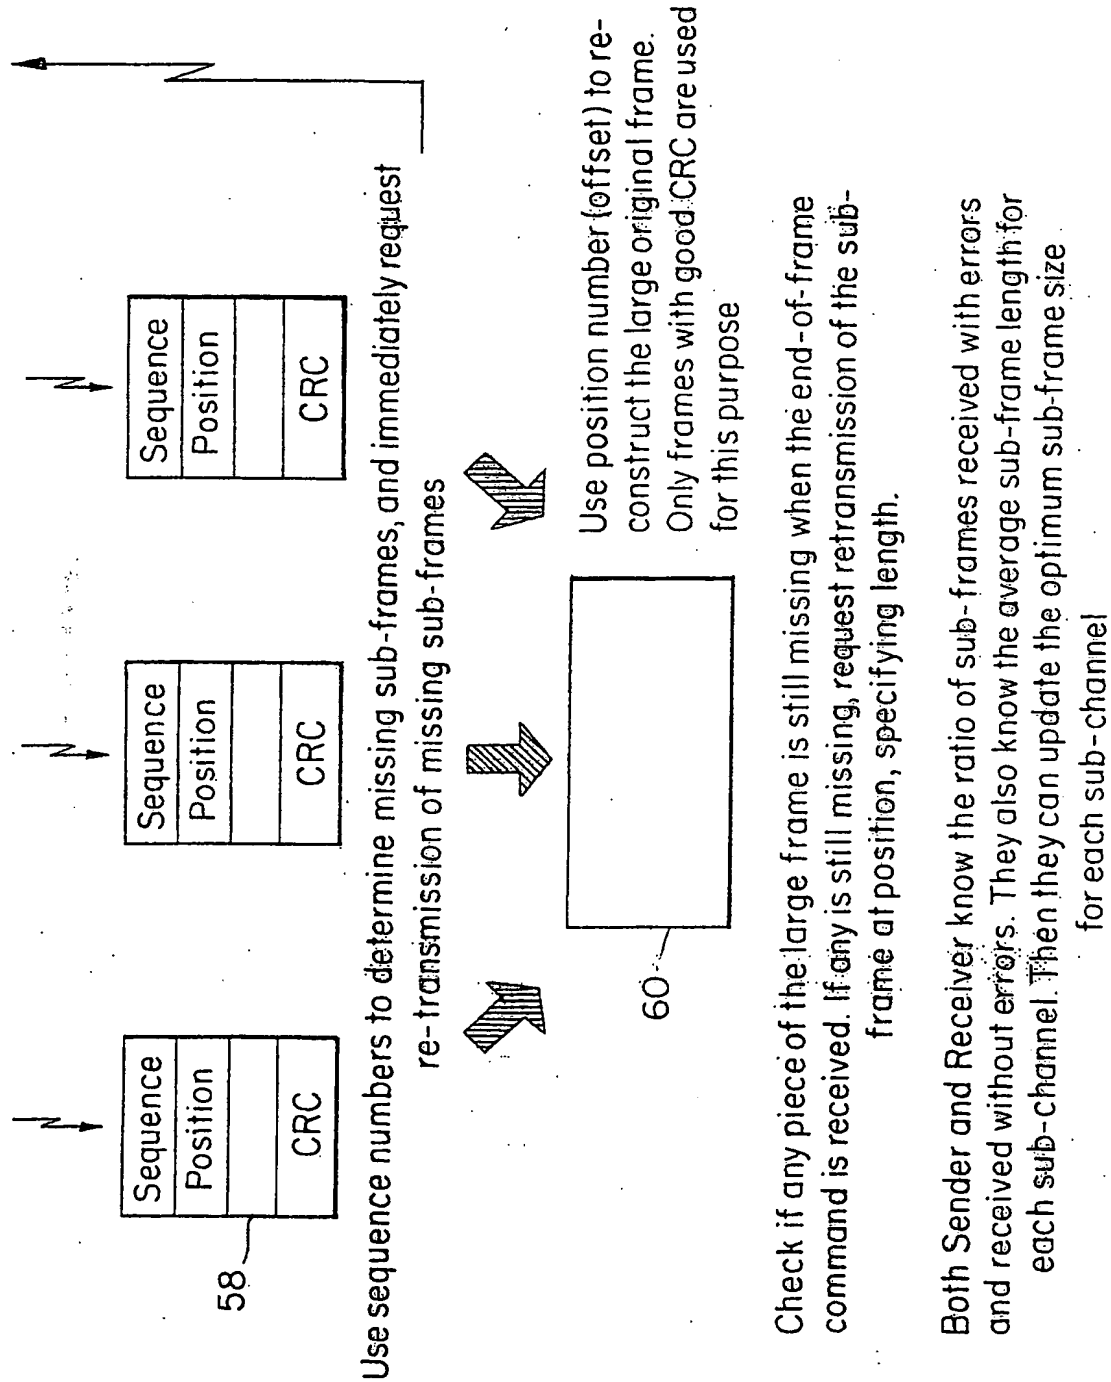 Sequence
Position
CRC
Sequence
Position
CRC
Sequence
Position
CRC
58
Use sequence numbers to determine missing sub-frames, and immediately request
re-transmission of missing sub-frames
60
Use position number (offset) to re-
construct the large original frame.
Only frames with good CRC are used
for this purpose
Check if any piece of the large frame is still missing when the end-of-frame
command is received. If any is still missing, request retransmission of the sub-
frame at position, specifying length.
Both Sender and Receiver know the ratio of sub-frames received with errors
and received without errors. They also know the average sub-frame length for
each sub-channel. Then they can update the optimum sub-frame size
for each sub-channel